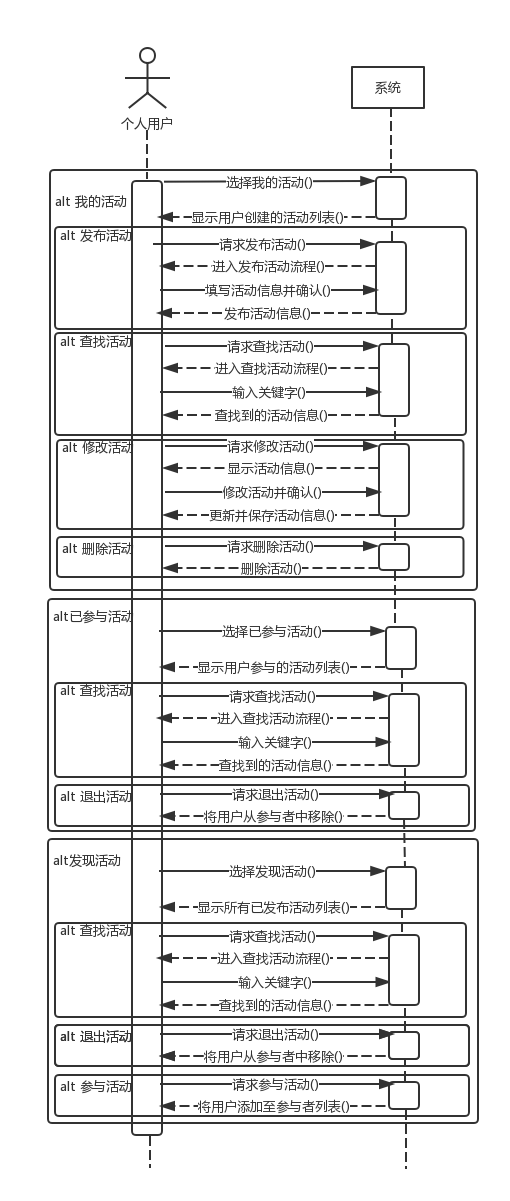 个人用户
系统
选择我的活动()
alt 我的活动
显示用户创建的活动列表()
alt 发布活动
请求发布活动()
进入发布活动流程()
填写活动信息并确认()
发布活动信息()
alt 查找活动
请求查找活动()
进入查找活动流程()
输入关键字()
查找到的活动信息()
alt 修改活动
请求修改活动()
显示活动信息()
修改活动并确认()
更新并保存活动信息()
alt 删除活动
请求删除活动()
删除活动()
alt已参与活动
选择已参与活动()
显示用户参与的活动列表()
alt 查找活动
请求查找活动()
进入查找活动流程()
输入关键字()
查找到的活动信息()
alt 退出活动
请求退出活动()
将用户从参与者中移除()
alt发现活动
选择发现活动()
显示所有已发布活动列表()
alt 查找活动
请求查找活动()
进入查找活动流程()
输入关键字()
查找到的活动信息()
alt 退出活动
请求退出活动()
将用户从参与者中移除()
alt 参与活动
请求参与活动()
将用户添加至参与者列表()